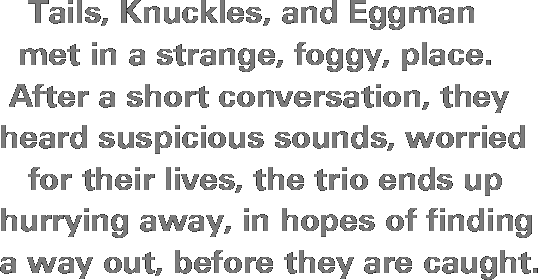 Tails, Knuckles, and Eggman
met in a strange, foggy, place.
After a short conversation, they
heard suspicious sounds, worried
for their lives, the trio ends up
hurrying away, in hopes of finding
a way out, before they are caught.